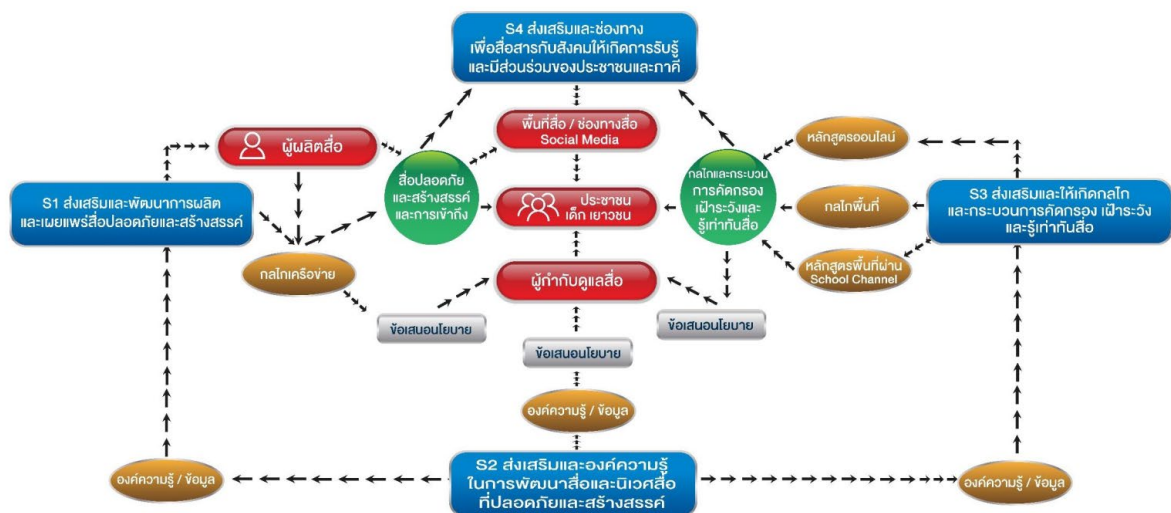 S4 ส่งเสริมและช่องทาง
เพื่อสื่อสารกับสังคมให้เกิดการรับรู้
และมีส่วนร่วมของประชาชนและภาคี
ผู้ผลิตสื่อ
พื้นที่สื่อ / ช่องทางสื่อ
Social Media
หลักสูตรออนไลน์
S1 ส่งเสริมและพัฒนาการผลิต
และเผยแพร่สื่อปลอดภัยและสร้างสรรค์
สื่อปลอดภัย
และสร้างสรรค์
และการเข้าถึง
ประชาชน
เด็ก เยาวชน
กลไกและกระบวน
การคัดกรอง
เฝ้าระวังและ
รู้เท่าทันสื่อ
กลไกพื้นที่
S3 ส่งเสริมและให้เกิดกลไก
และกระบวนการคัดกรอง เฝ้าระวัง
และรู้เท่าทันสื่อ
กลไกเครือข่าย
ผู้กำกับดูแลสื่อ
หลักสูตรพื้นที่ผ่าน
School Channel
ข้อเสนอนโยบาย
ข้อเสนอนโยบาย
ข้อเสนอนโยบาย
องค์ความรู้ / ข้อมูล
องค์ความรู้ / ข้อมูล
S2 ส่งเสริมและองค์ความรู้
ในการพัฒนาสื่อและนิเวศสื่อ
ที่ปลอดภัยและสร้างสรรค์
องค์ความรู้ / ข้อมูล